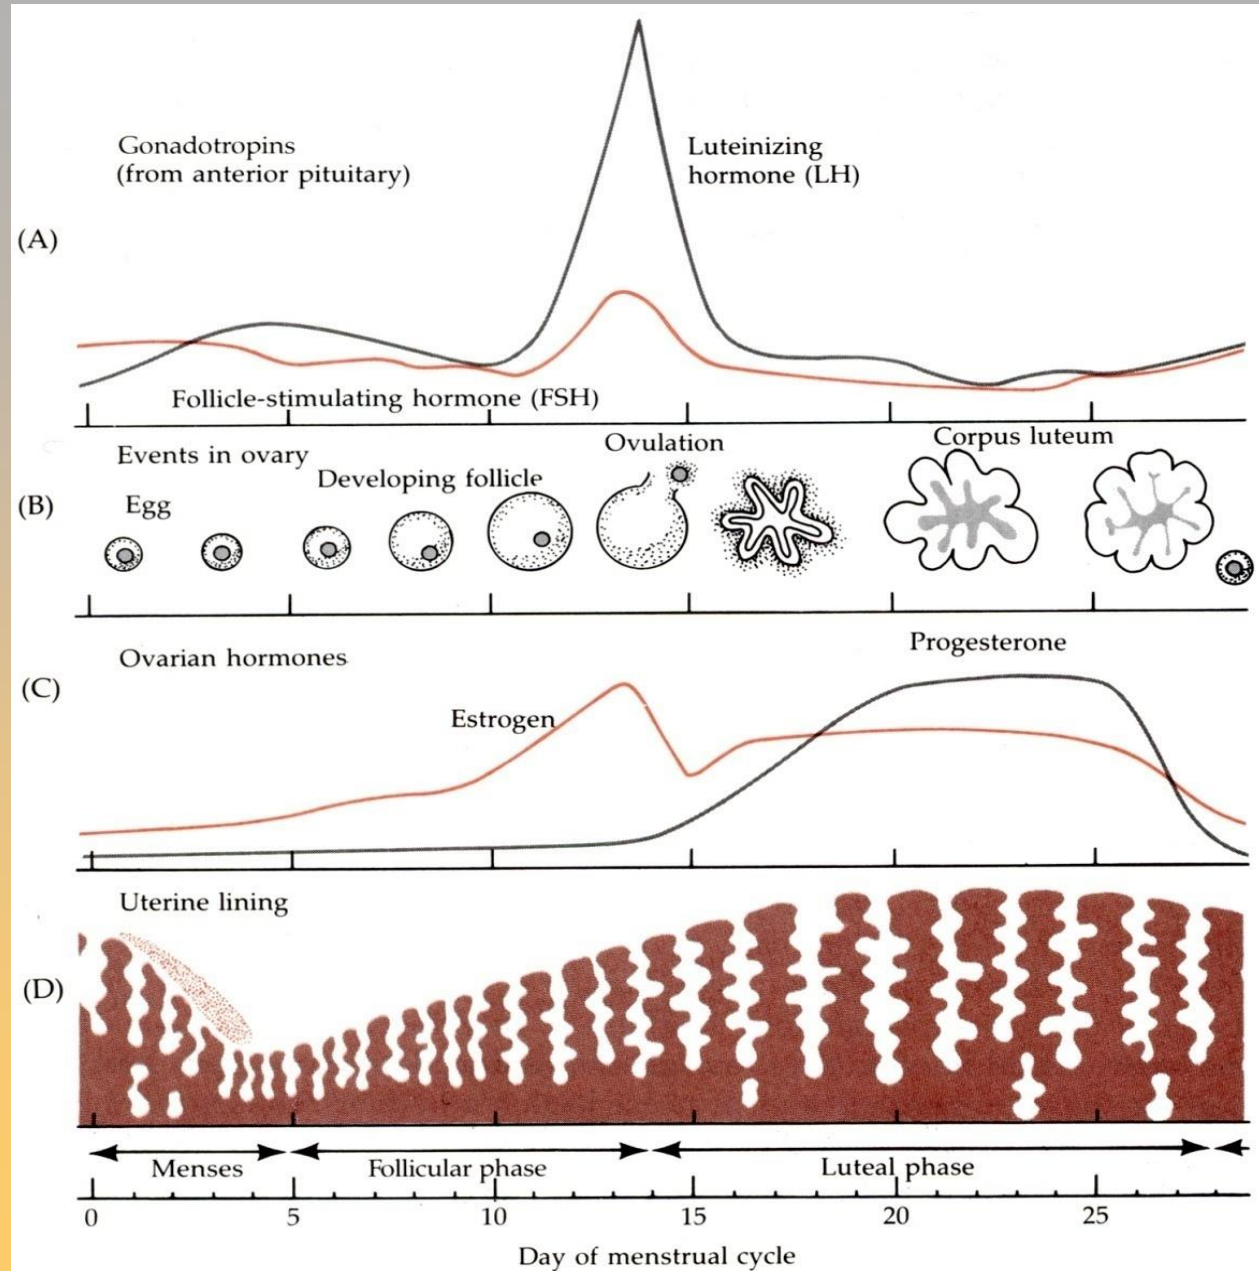 Gonadotropins
(from anterior pituitary)
Luteinizing
hormone (LH)
(A)
Follicle-stimulating hormone (FSH)
Events in ovary
Ovulation
Corpus luteum
Developing follicle
(B)
Egg
Ovarian hormones
Progesterone
(C)
Estrogen
Uterine lining
(D)
Menses
Follicular phase
Luteal phase
0 5 10 15 20 25
Day of menstrual cycle